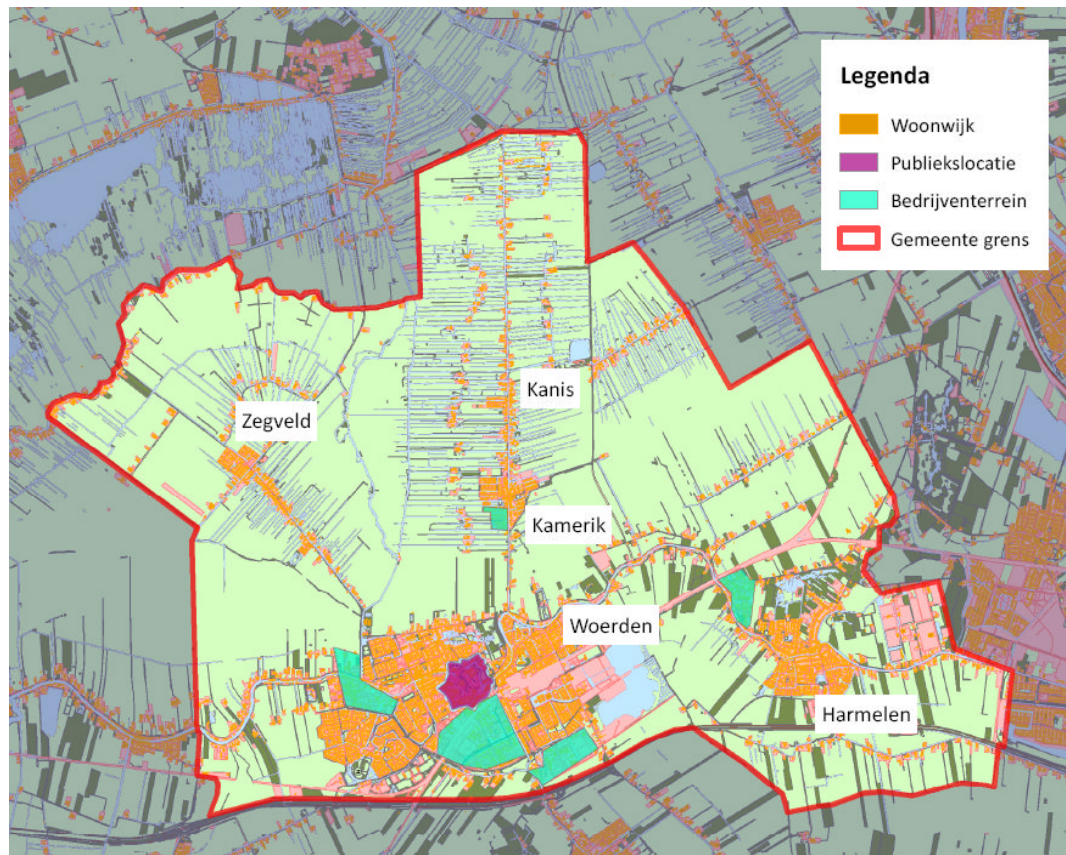 Legenda
Woonwijk
Publiekslocatie
Bedrijventerrein
Gemeente grens
Kanis
Zegveld
Kamerik
Woerden
Harmelen